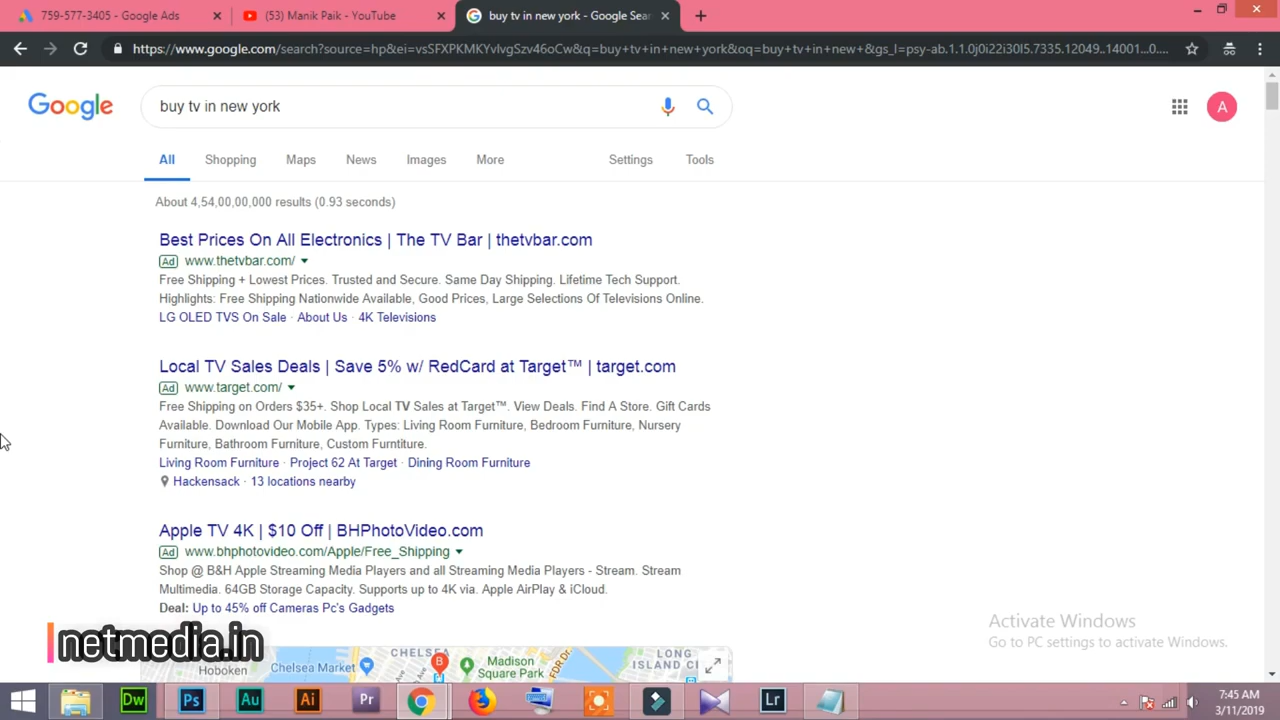 759-577-3405 - Google Ads
(53) Manik Paik - YouTube
buy tv in new york - Google Sear
https://www.google.com/search?source=hp&ei=vsSFXPKMKYvIvgSzv46oCw&q=buy+tv+in+new+york&oq=buy+tv+in+new+&gs_l=psy-ab.1.1.0j0i22i30l5.7335.12049..14001...0....
Google
buy tv in new york
A
All
Shopping
Maps
News
Images
More
Settings
Tools
About 4,54,00,00,000 results (0.93 seconds)
Best Prices On All Electronics | The TV Bar | thetvbar.com
Ad www.thetvbar.com/
Free Shipping + Lowest Prices. Trusted and Secure. Same Day Shipping. Lifetime Tech Support.
Highlights: Free Shipping Nationwide Available, Good Prices, Large Selections Of Televisions Online.
LG OLED TVS On Sale · About Us · 4K Televisions
Local TV Sales Deals | Save 5% w/ RedCard at Target™ | target.com
Ad www.target.com/
Free Shipping on Orders $35+. Shop Local TV Sales at Target™. View Deals. Find A Store. Gift Cards
Available. Download Our Mobile App. Types: Living Room Furniture, Bedroom Furniture, Nursery
Furniture, Bathroom Furniture, Custom Furntiture.
Living Room Furniture · Project 62 At Target · Dining Room Furniture
Hackensack · 13 locations nearby
Apple TV 4K | $10 Off | BHPhotoVideo.com
Ad www.bhphotovideo.com/Apple/Free_Shipping
Shop @ B&H Apple Streaming Media Players and all Streaming Media Players - Stream. Stream
Multimedia. 64GB Storage Capacity. Supports up to 4K via. Apple AirPlay & iCloud.
Deal: Up to 45% off Cameras Pc's Gadgets
Activate Windows
Go to PC settings to activate Windows.
netmedia.in
Hoboken
Chelsea Market
CHELSEA
B
Madison
Square Park
FDR Dr.
LONG
ISLAND CI
Dw
Ps
Au
Ai
Pr
Lr
7:45 AM
3/11/2019